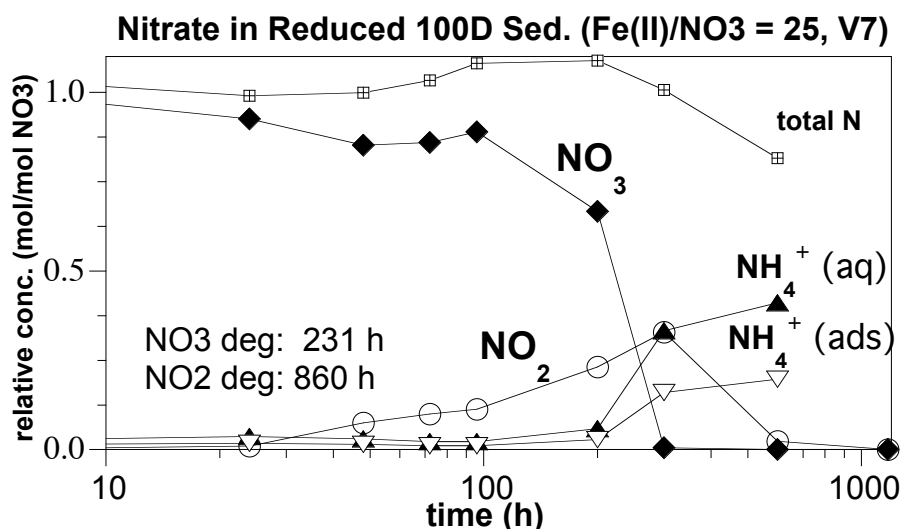 Nitrate in Reduced 100D Sed. (Fe(II)/NO3 = 25, V7)
relative conc. (mol/mol NO3)
1.0
0.5
0.0
total N
NO3
NH4+ (aq)
NH4+ (ads)
NO2
NO3 deg: 231 h
NO2 deg: 860 h
10
100
1000
time (h)